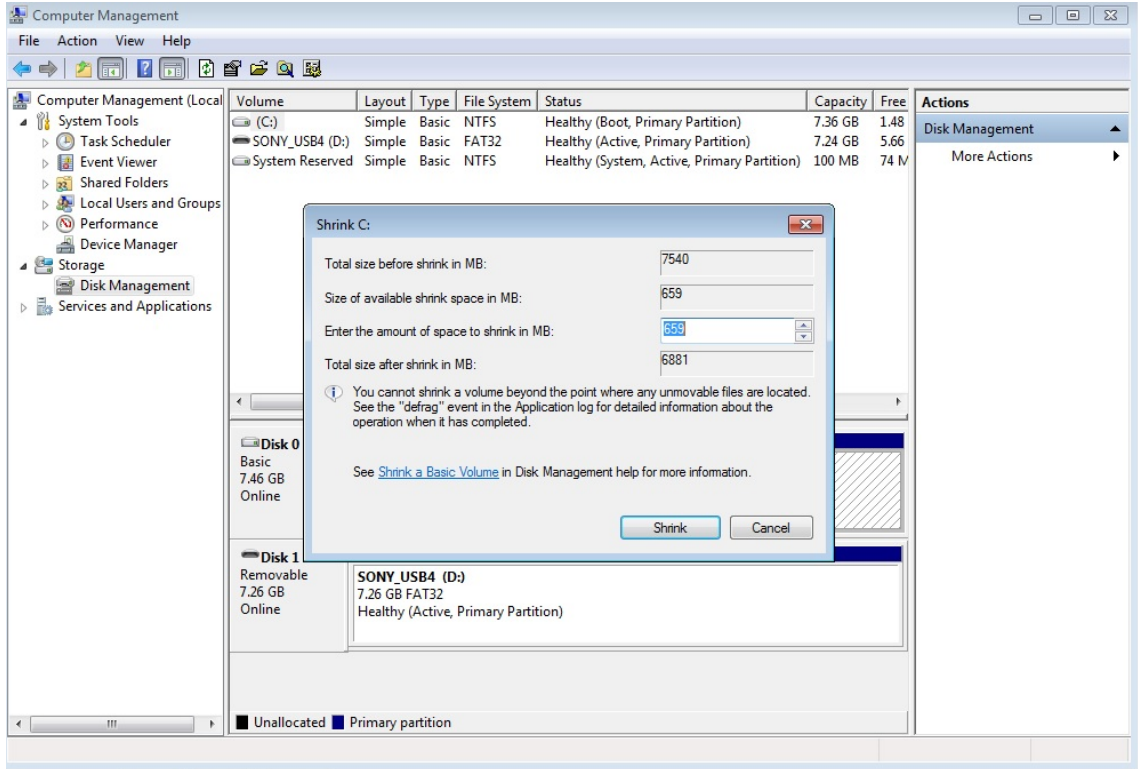 Computer Management
File Action View Help
Computer Management (Local
System Tools
Task Scheduler
Event Viewer
Shared Folders
Local Users and Groups
Performance
Device Manager
Storage
Disk Management
Services and Applications
Volume Layout Type File System Status Capacity Free
(C:) Simple Basic NTFS Healthy (Boot, Primary Partition) 7.36 GB 1.48
SONY_USB4 (D:) Simple Basic FAT32 Healthy (Active, Primary Partition) 7.24 GB 5.66
System Reserved Simple Basic NTFS Healthy (System, Active, Primary Partition) 100 MB 74 M
Actions
Disk Management
More Actions
Shrink C:
Total size before shrink in MB: 7540
Size of available shrink space in MB: 659
Enter the amount of space to shrink in MB: 659
Total size after shrink in MB: 6881
You cannot shrink a volume beyond the point where any unmovable files are located.
See the "defrag" event in the Application log for detailed information about the
operation when it has completed.
See Shrink a Basic Volume in Disk Management help for more information.
Shrink Cancel
Disk 0
Basic
7.46 GB
Online
Disk 1
Removable
7.26 GB
Online
SONY_USB4 (D:)
7.26 GB FAT32
Healthy (Active, Primary Partition)
Unallocated Primary partition